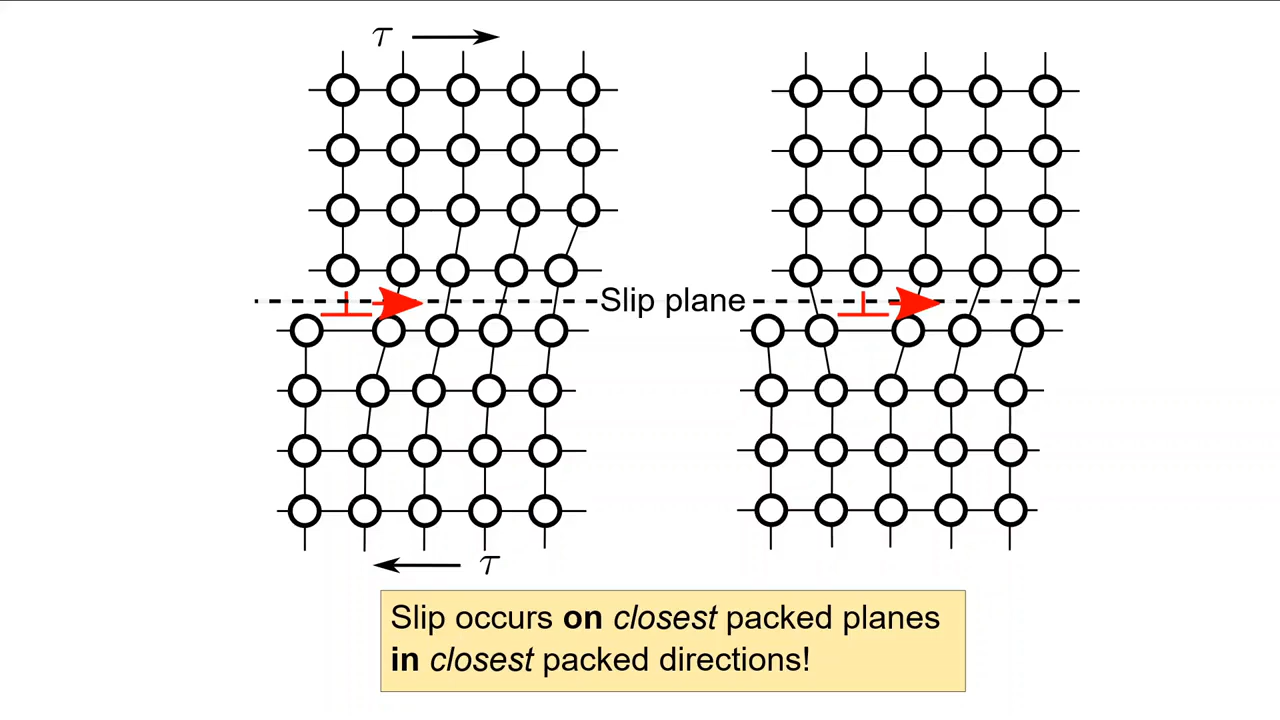 τ
Slip plane
τ
Slip occurs on closest packed planes
in closest packed directions!